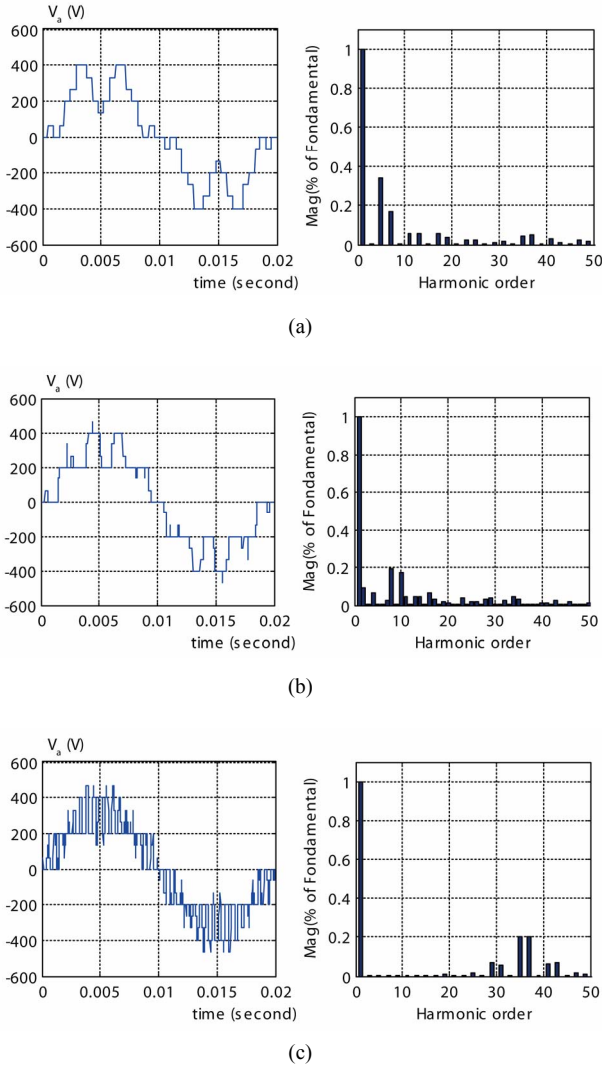 Vₐ (V)
600
400
200
0
-200
-400
-600
0 0.005 0.01 0.015 0.02
time (second)
Mag(% of Fondamental)
1
0.8
0.6
0.4
0.2
0
0 10 20 30 40 50
Harmonic order
(a)
Vₐ (V)
600
400
200
0
-200
-400
-600
0 0.005 0.01 0.015 0.02
time (second)
Mag(% of Fondamental)
1
0.8
0.6
0.4
0.2
0
0 10 20 30 40 50
Harmonic order
(b)
Vₐ (V)
600
400
200
0
-200
-400
-600
0 0.005 0.01 0.015 0.02
time (second)
Mag(% of Fondamental)
1
0.8
0.6
0.4
0.2
0
0 10 20 30 40 50
Harmonic order
(c)